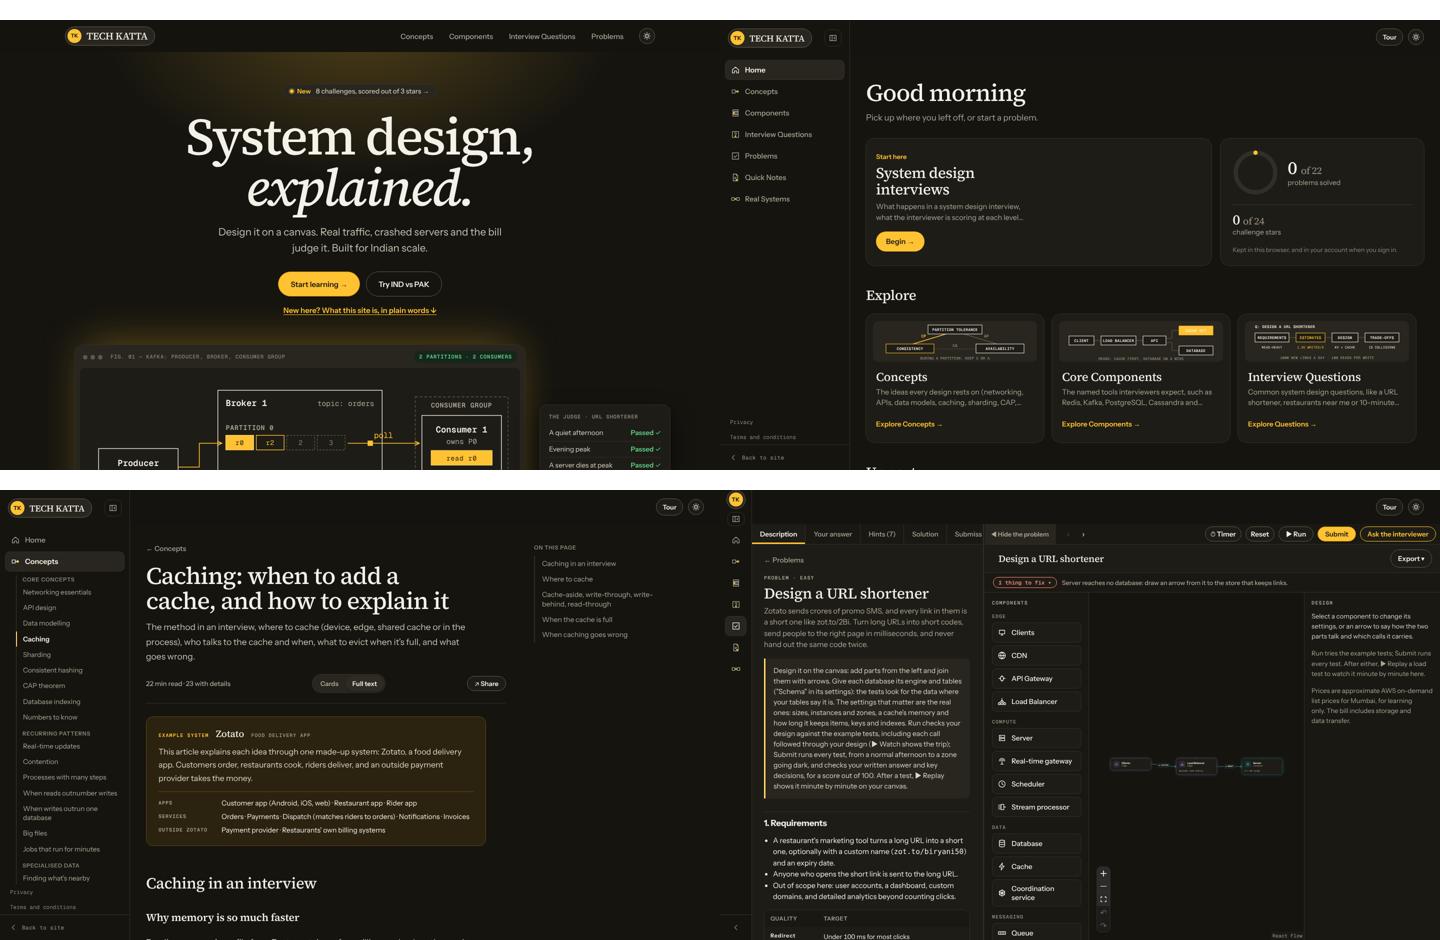 TK TECH KATTA
Concepts Components Interview Questions Problems
New 8 challenges, scored out of 3 stars →
System design,
explained.
Design it on a canvas. Real traffic, crashed servers and the bill
judge it. Built for Indian scale.
Start learning → Try IND vs PAK
New here? What this site is, in plain words ↓
FIG. 01 — KAFKA: PRODUCER, BROKER, CONSUMER GROUP 2 PARTITIONS · 2 CONSUMERS
Broker 1 topic: orders
PARTITION 0
r0 r2 2 3
poll
Producer
CONSUMER GROUP
Consumer 1
owns P0
read r0
THE JUDGE · URL SHORTENER
A quiet afternoon Passed ✓
Evening peak Passed ✓
A server dies at peak Passed ✓
TK TECH KATTA
Tour
Home
Concepts
Components
Interview Questions
Problems
Quick Notes
Real Systems
Privacy
Terms and conditions
Back to site
Good morning
Pick up where you left off, or start a problem.
Start here
System design
interviews
What happens in a system design interview,
what the interviewer is scoring at each level...
Begin →
0 of 22
problems solved
0 of 24
challenge stars
Kept in this browser, and in your account when you sign in.
Explore
PARTITION TOLERANCE
CONSISTENCY CA AVAILABILITY
DURING A PARTITION: KEEP C OR A
CLIENT LOAD BALANCER API
DATABASE
Q: DESIGN A URL SHORTENER
REQUIREMENTS ESTIMATES DESIGN TRADE-OFFS
Concepts
The ideas every design rests on (networking,
APIs, data models, caching, sharding, CAP,...
Explore Concepts →
Core Components
The named tools interviewers expect, such as
Redis, Kafka, PostgreSQL, Cassandra and...
Explore Components →
Interview Questions
Common system design questions, like a URL
shortener, restaurants near me or 10-minute...
Explore Questions →
TK TECH KATTA
Tour
Home
Concepts
CORE CONCEPTS
Networking essentials
API design
Data modelling
Caching
Sharding
Consistent hashing
CAP theorem
Database indexing
Numbers to know
RECURRING PATTERNS
Real-time updates
Contention
Processes with many steps
When reads outnumber writes
When writes outrun one
database
Big files
Jobs that run for minutes
SPECIALISED DATA
Finding what's nearby
Privacy
Terms and conditions
Back to site
← Concepts
Caching: when to add a
cache, and how to explain it
The method in an interview, where to cache (device, edge, shared cache or in the
process), who talks to the cache and when, what to evict when it's full, and what
goes wrong.
22 min read · 23 with details Cards Full text ↗ Share
EXAMPLE SYSTEM Zotato FOOD DELIVERY APP
This article explains each idea through one made-up system: Zotato, a food delivery
app. Customers order, restaurants cook, riders deliver, and an outside payment
provider takes the money.
APPS Customer app (Android, iOS, web) · Restaurant app · Rider app
SERVICES Orders · Payments · Dispatch (matches riders to orders) · Notifications · Invoices
OUTSIDE ZOTATO Payment provider · Restaurants' own billing systems
Caching in an interview
Why memory is so much faster
ON THIS PAGE
Caching in an interview
Where to cache
Cache-aside, write-through, write-
behind, read-through
When the cache is full
When caching goes wrong
TK
Tour
Description Your answer Hints (7) Solution Submiss
◀ Hide the problem ‹ ›
Timer Reset ▶ Run Submit Ask the interviewer
← Problems
PROBLEM · EASY
Design a URL shortener
Zotato sends crores of promo SMS, and every link in them is
a short one like zot.to/2Bi. Turn long URLs into short codes,
send people to the right page in milliseconds, and never
hand out the same code twice.
Design it on the canvas: add parts from the left and join
them with arrows. Give each database its engine and tables
("Schema" in its settings): the tests look for the data where
your tables say it is. The settings that matter are the real
ones: sizes, instances and zones, a cache's memory and
how long it keeps items, keys and indexes. Run checks your
design against the example tests, including each call
followed through your design (▶ Watch shows the trip);
Submit runs every test, from a normal afternoon to a zone
going dark, and checks your written answer and key
decisions, for a score out of 100. After a test, ▶ Replay
shows it minute by minute on your canvas.
1. Requirements
• A restaurant's marketing tool turns a long URL into a short
one, optionally with a custom name (zot.to/biryani50)
and an expiry date.
• Anyone who opens the short link is sent to the long URL.
• Out of scope here: user accounts, a dashboard, custom
domains, and detailed analytics beyond counting clicks.
QUALITY TARGET
Redirect Under 100 ms for most clicks
Design a URL shortener
Export ▾
1 thing to fix ▾ Server reaches no database: draw an arrow from it to the store that keeps links.
COMPONENTS
EDGE
Clients
CDN
API Gateway
Load Balancer
COMPUTE
Server
Real-time gateway
Scheduler
Stream processor
DATA
Database
Cache
Coordination
service
MESSAGING
Queue
DESIGN
Select a component to change its
settings, or an arrow to say how the two
parts talk and which calls it carries.
Run tries the example tests; Submit runs
every test. After either, ▶ Replay a load
test to watch it minute by minute here.
Prices are approximate AWS on-demand
list prices for Mumbai, for learning
only. The bill includes storage and
data transfer.
React Flow